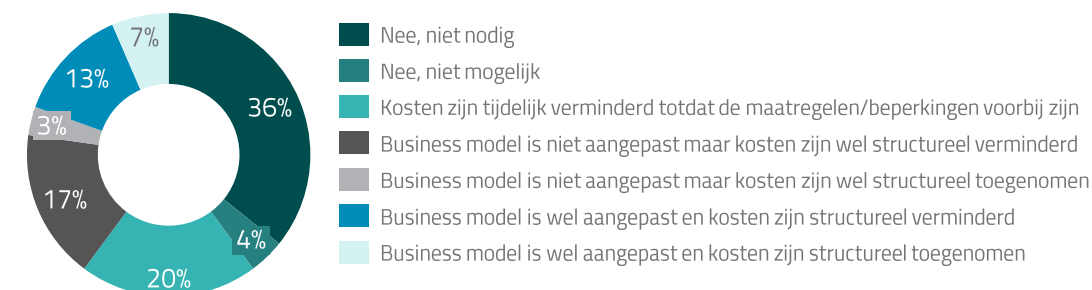 7%
13%
36%
3%
17%
4%
20%
Nee, niet nodig
Nee, niet mogelijk
Kosten zijn tijdelijk verminderd totdat de maatregelen/beperkingen voorbij zijn
Business model is niet aangepast maar kosten zijn wel structureel verminderd
Business model is niet aangepast maar kosten zijn wel structureel toegenomen
Business model is wel aangepast en kosten zijn structureel verminderd
Business model is wel aangepast en kosten zijn structureel toegenomen